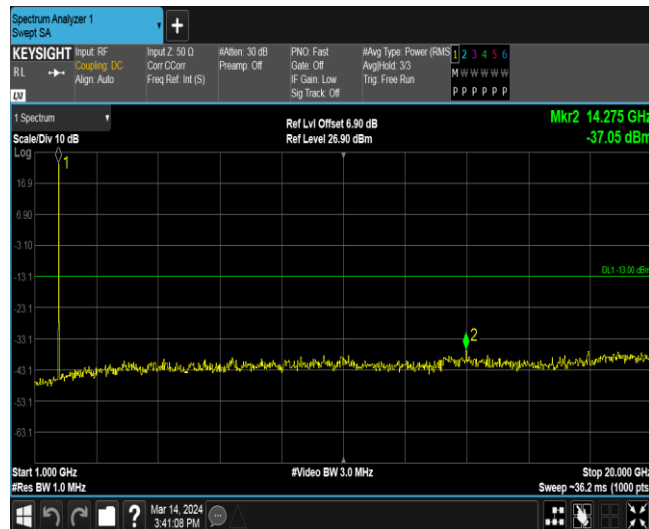 Spectrum Analyzer 1
Swept SA
+
KEYSIGHT
RL
LXI
Input: RF
Coupling: DC
Align: Auto
Input Z: 50 Ω
Corr CCorr
Freq Ref: Int (S)
#Atten: 30 dB
Preamp: Off
PNO: Fast
Gate: Off
IF Gain: Low
Sig Track: Off
#Avg Type: Power (RMS
Avg|Hold: 3/3
Trig: Free Run
1 2 3 4 5 6
M W W W W W
P P P P P P
1 Spectrum
Scale/Div 10 dB
Log
Ref Lvl Offset 6.90 dB
Ref Level 26.90 dBm
Mkr2 14.275 GHz
-37.05 dBm
1
16.9
6.90
-3.10
-13.1
DL1 -13.00 dBm
-23.1
-33.1
2
-43.1
-53.1
-63.1
Start 1.000 GHz
#Video BW 3.0 MHz
Stop 20.000 GHz
#Res BW 1.0 MHz
Sweep ~36.2 ms (1000 pts
?
Mar 14, 2024
3:41:08 PM